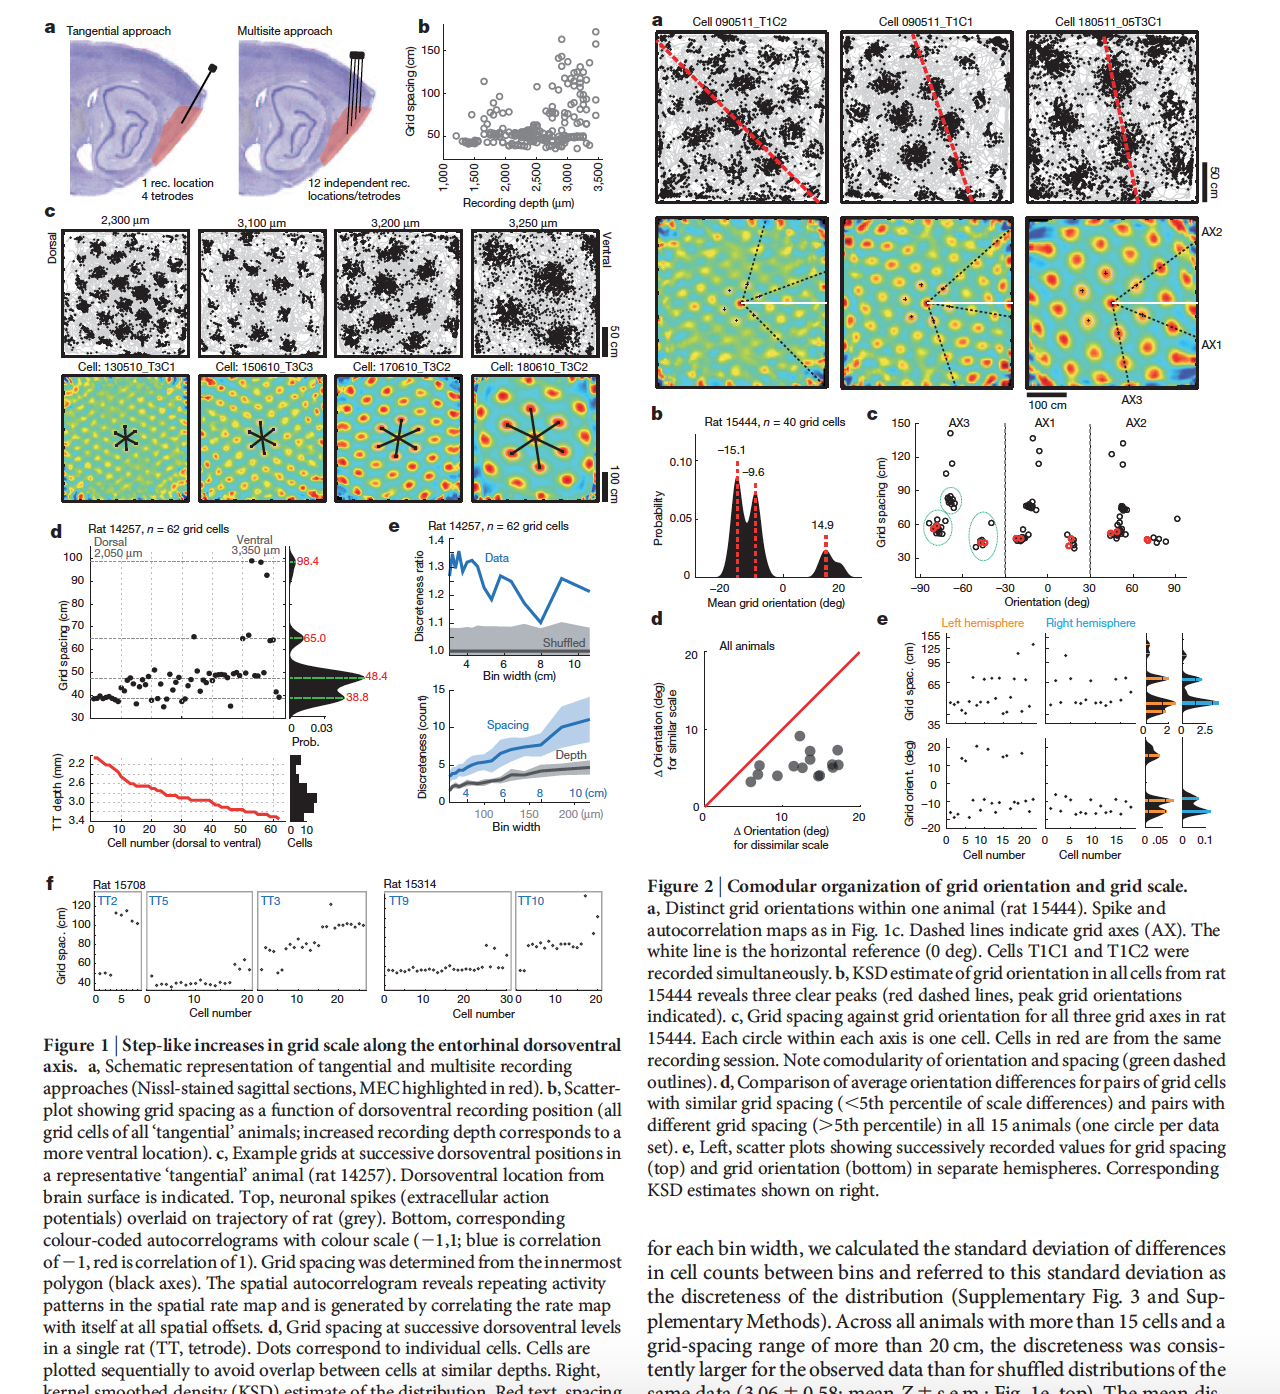 a
Tangential approach
Multisite approach
1 rec. location
4 tetrodes
12 independent rec.
locations/tetrodes
b
Grid spacing (cm)
150
100
50
1,000
1,500
2,000
2,500
3,000
3,500
Recording depth (µm)
c
2,300 µm
3,100 µm
3,200 µm
3,250 µm
Dorsal
Ventral
50 cm
Cell: 130510_T3C1
Cell: 150610_T3C3
Cell: 170610_T3C2
Cell: 180610_T3C2
100 cm
d
Rat 14257, n = 62 grid cells
Dorsal
2,050 µm
Ventral
3,350 µm
Grid spacing (cm)
100
90
80
70
60
50
40
30
98.4
65.0
48.4
38.8
0 0.03
Prob.
TT depth (mm)
2.2
2.6
3.0
3.4
0 10 20 30 40 50 60
Cell number (dorsal to ventral)
0 10
Cells
e
Rat 14257, n = 62 grid cells
Discreteness ratio
1.4
1.3
1.2
1.1
1.0
Data
Shuffled
4 6 8 10
Bin width (cm)
Discreteness (count)
15
10
5
0
Spacing
Depth
4 6 8 10 (cm)
100 150 200 (µm)
Bin width
f
Rat 15708
Rat 15314
Grid spac. (cm)
120
100
80
60
40
TT2
TT5
TT3
TT9
TT10
0 5 0 10 20 0 10 20
Cell number
0 10 20 30 0 10 20
Cell number
Figure 1 | Step-like increases in grid scale along the entorhinal dorsoventral
axis. a, Schematic representation of tangential and multisite recording
approaches (Nissl-stained sagittal sections, MEC highlighted in red). b, Scatter-
plot showing grid spacing as a function of dorsoventral recording position (all
grid cells of all ‘tangential’ animals; increased recording depth corresponds to a
more ventral location). c, Example grids at successive dorsoventral positions in
a representative ‘tangential’ animal (rat 14257). Dorsoventral location from
brain surface is indicated. Top, neuronal spikes (extracellular action
potentials) overlaid on trajectory of rat (grey). Bottom, corresponding
colour-coded autocorrelograms with colour scale (−1,1; blue is correlation
of −1, red is correlation of 1). Grid spacing was determined from the innermost
polygon (black axes). The spatial autocorrelogram reveals repeating activity
patterns in the spatial rate map and is generated by correlating the rate map
with itself at all spatial offsets. d, Grid spacing at successive dorsoventral levels
in a single rat (TT, tetrode). Dots correspond to individual cells. Cells are
plotted sequentially to avoid overlap between cells at similar depths. Right,
kernel smoothed density (KSD) estimate of the distribution. Red text, spacing
a
Cell 090511_T1C2
Cell 090511_T1C1
Cell 180511_05T3C1
50 cm
AX2
AX1
AX3
100 cm
b
Rat 15444, n = 40 grid cells
Probability
0.10
0.05
0
−15.1
−9.6
14.9
−20 0 20
Mean grid orientation (deg)
c
AX3
AX1
AX2
Grid spacing (cm)
150
120
90
60
30
−90 −60 −30 0 30 60 90
Orientation (deg)
d
All animals
Δ Orientation (deg)
for similar scale
20
10
0
0 10 20
Δ Orientation (deg)
for dissimilar scale
e
Left hemisphere
Right hemisphere
Grid spac. (cm)
155
125
95
65
35
0 2 0 2.5
Grid orient. (deg)
20
10
0
−10
−20
0 5 10 15 20
Cell number
0 5 10 15
Cell number
0 .05 0 0.1
Figure 2 | Comodular organization of grid orientation and grid scale.
a, Distinct grid orientations within one animal (rat 15444). Spike and
autocorrelation maps as in Fig. 1c. Dashed lines indicate grid axes (AX). The
white line is the horizontal reference (0 deg). Cells T1C1 and T1C2 were
recorded simultaneously. b, KSD estimate of grid orientation in all cells from rat
15444 reveals three clear peaks (red dashed lines, peak grid orientations
indicated). c, Grid spacing against grid orientation for all three grid axes in rat
15444. Each circle within each axis is one cell. Cells in red are from the same
recording session. Note comodularity of orientation and spacing (green dashed
outlines). d, Comparison of average orientation differences for pairs of grid cells
with similar grid spacing (<5th percentile of scale differences) and pairs with
different grid spacing (>5th percentile) in all 15 animals (one circle per data
set). e, Left, scatter plots showing successively recorded values for grid spacing
(top) and grid orientation (bottom) in separate hemispheres. Corresponding
KSD estimates shown on right.
for each bin width, we calculated the standard deviation of differences
in cell counts between bins and referred to this standard deviation as
the discreteness of the distribution (Supplementary Fig. 3 and Sup-
plementary Methods). Across all animals with more than 15 cells and a
grid-spacing range of more than 20 cm, the discreteness was consis-
tently larger for the observed data than for shuffled distributions of the
same data (3.06 ± 0.58; mean Z ± s.e.m.; Fig. 1e, top). The mean dis-